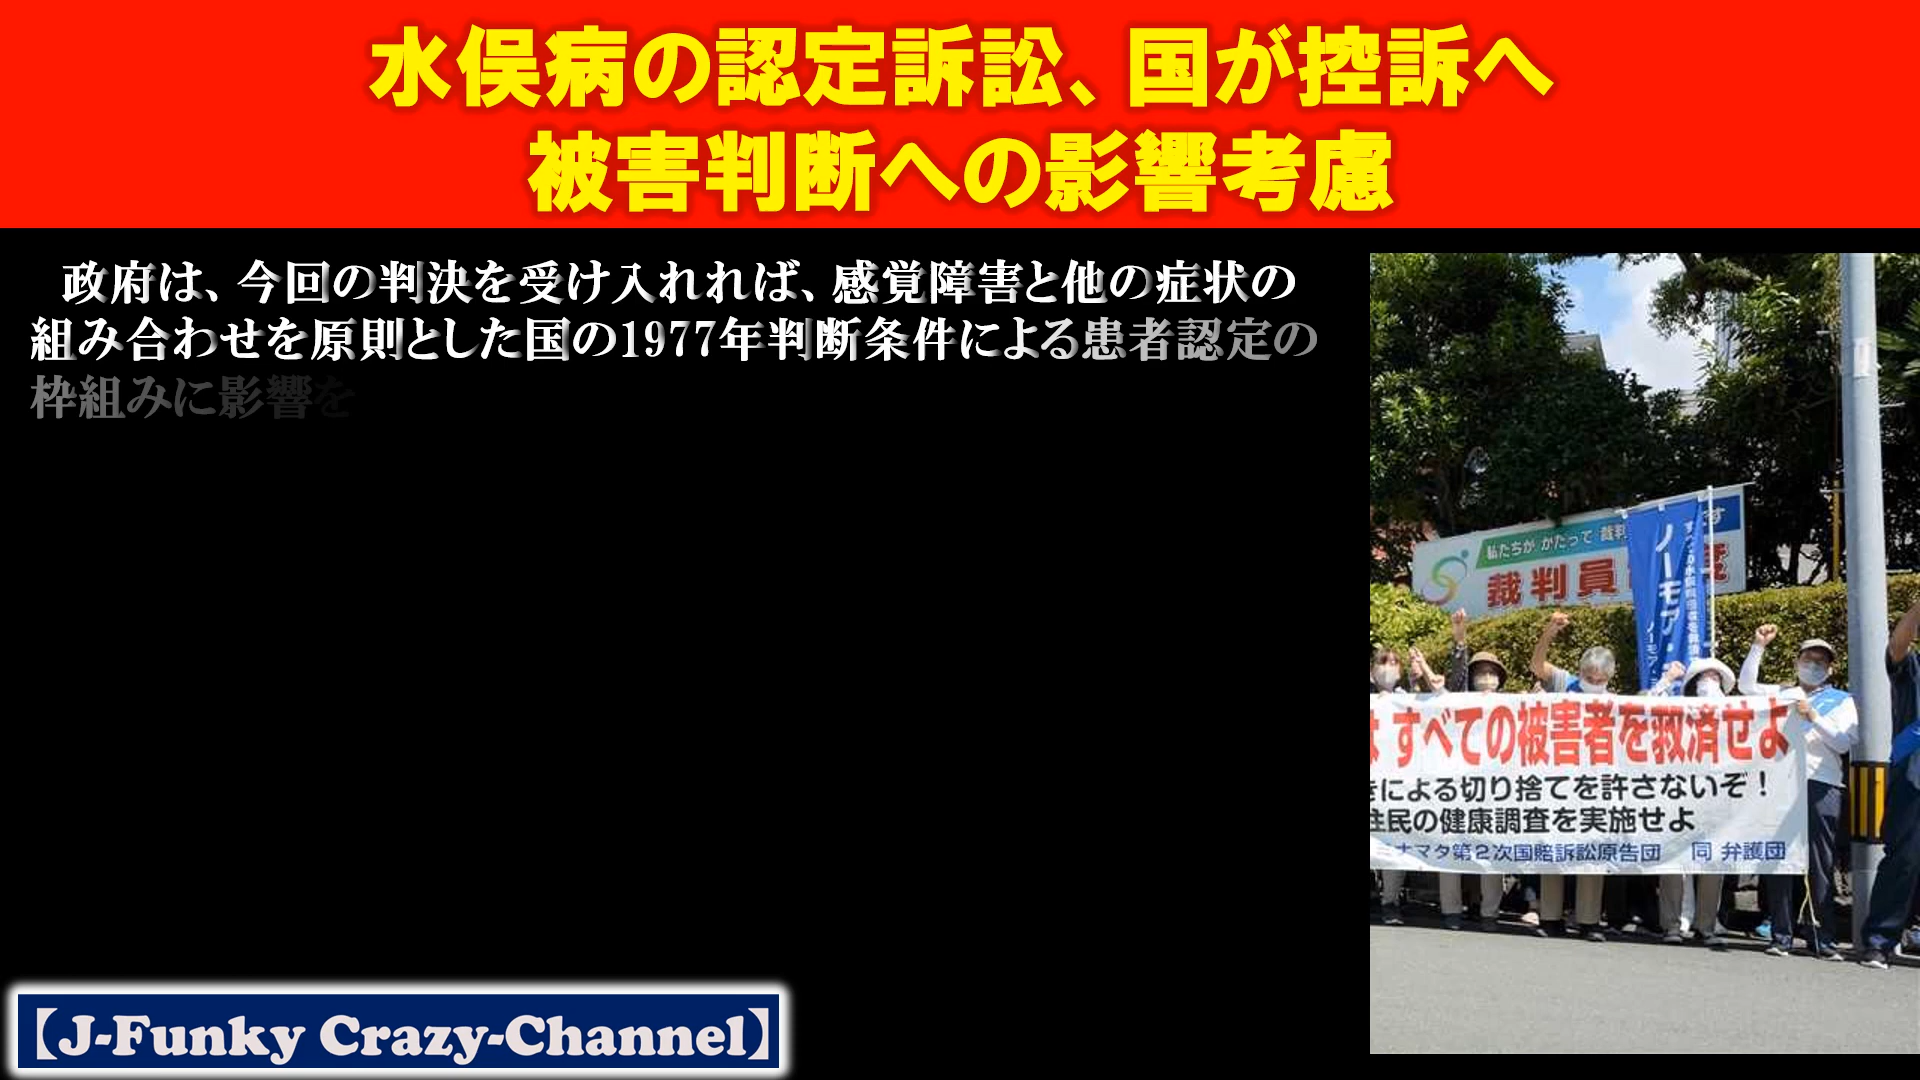 水俣病の認定訴訟、国が控訴へ
被害判断への影響考慮
政府は、今回の判決を受け入れれば、感覚障害と他の症状の
組み合わせを原則とした国の1977年判断条件による患者認定の
枠組みに影響を
私たちが かたって 裁判
裁判員
度
ノーモア・
すべての被害者を救済せよ
による切り捨てを許さないぞ！
住民の健康調査を実施せよ
ミナマタ第２次国賠訴訟原告団 同 弁護団
【J-Funky Crazy-Channel】